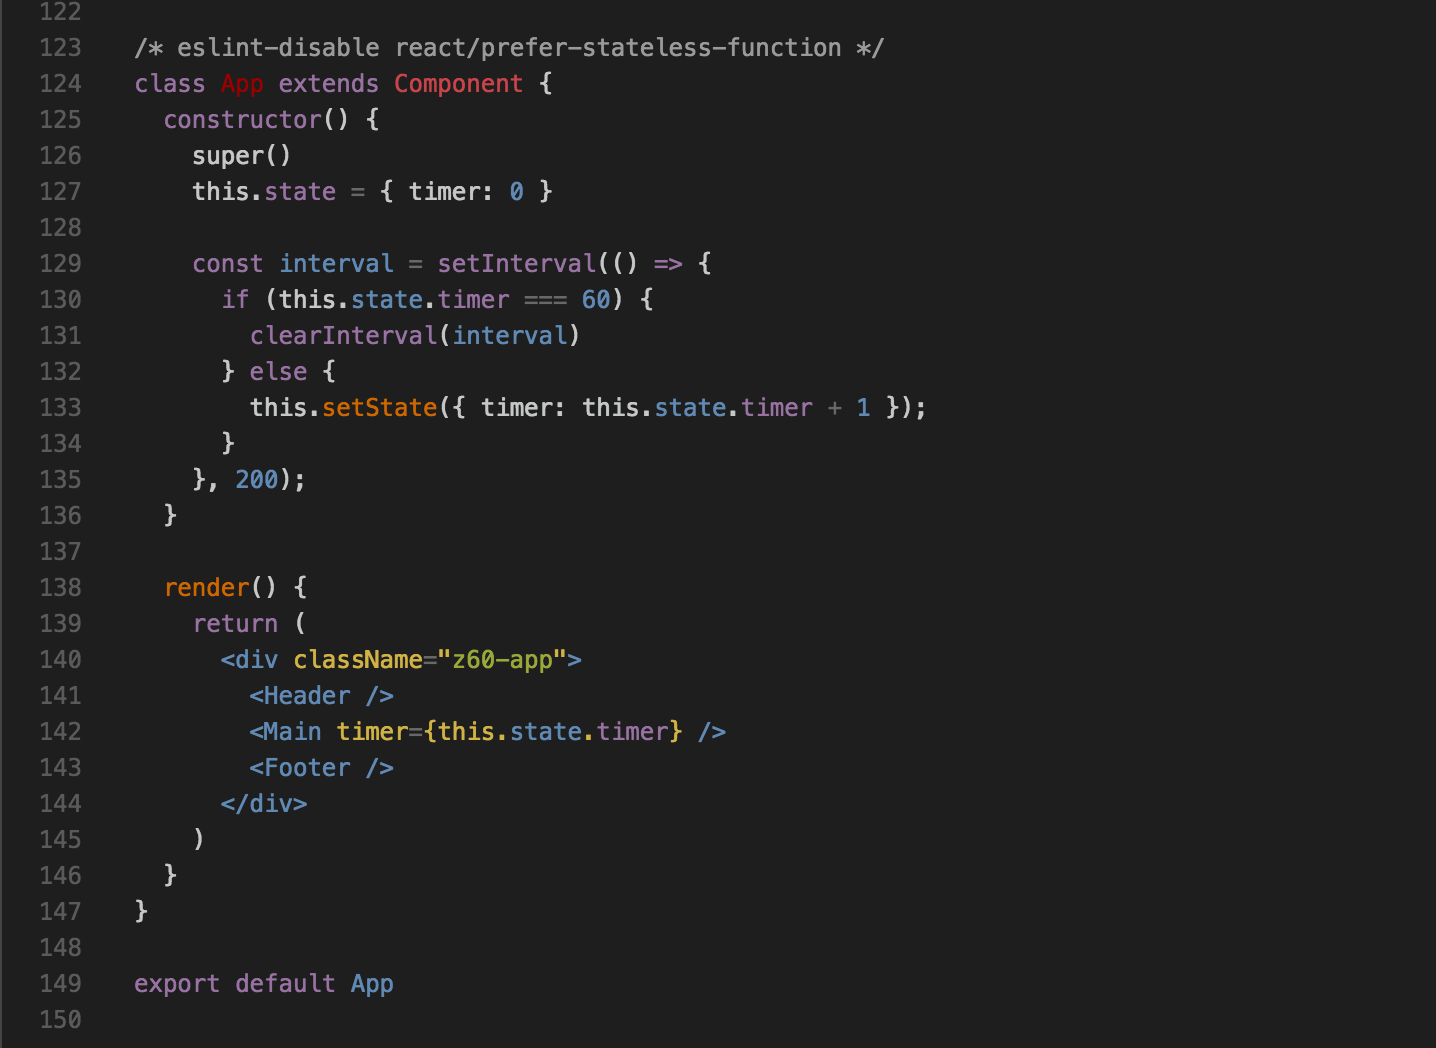 122
123 /* eslint-disable react/prefer-stateless-function */
124 class App extends Component {
125   constructor() {
126     super()
127     this.state = { timer: 0 }
128
129     const interval = setInterval(() => {
130       if (this.state.timer === 60) {
131         clearInterval(interval)
132       } else {
133         this.setState({ timer: this.state.timer + 1 });
134       }
135     }, 200);
136   }
137
138   render() {
139     return (
140       <div className="z60-app">
141         <Header />
142         <Main timer={this.state.timer} />
143         <Footer />
144       </div>
145     )
146   }
147 }
148
149 export default App
150